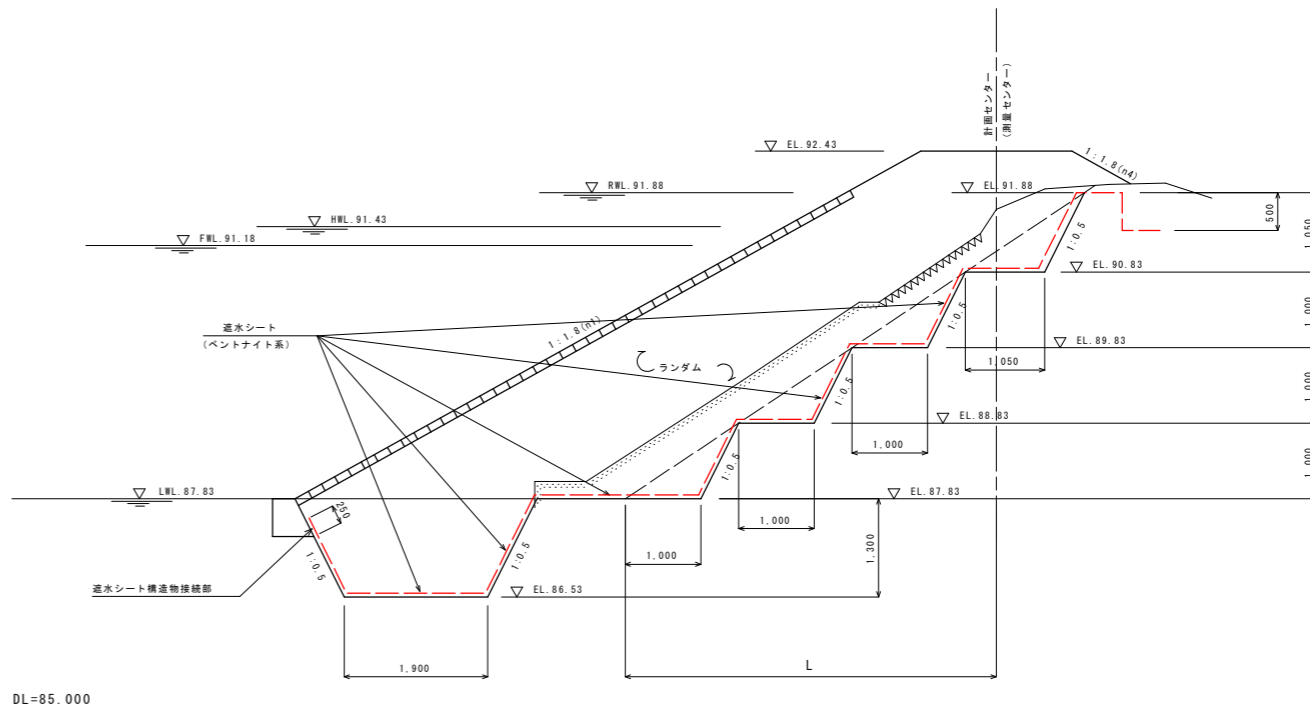 計画センター
(測量センター)
EL.92.43
1:1.8(n4)
RWL.91.88
EL.91.88
HWL.91.43
500
1,050
FWL.91.18
1:0.5
EL.90.83
遮水シート
(ベントナイト系)
1:1.8(n1)
1:0.5
1,000
EL.89.83
ランダム
1,050
1:0.5
1,000
EL.88.83
1,000
1:0.5
1,000
LWL.87.83
EL.87.83
250
1,000
1:0.5
1:0.5
1,000
1,300
遮水シート構造物接続部
EL.86.53
1,900
L
DL=85.000